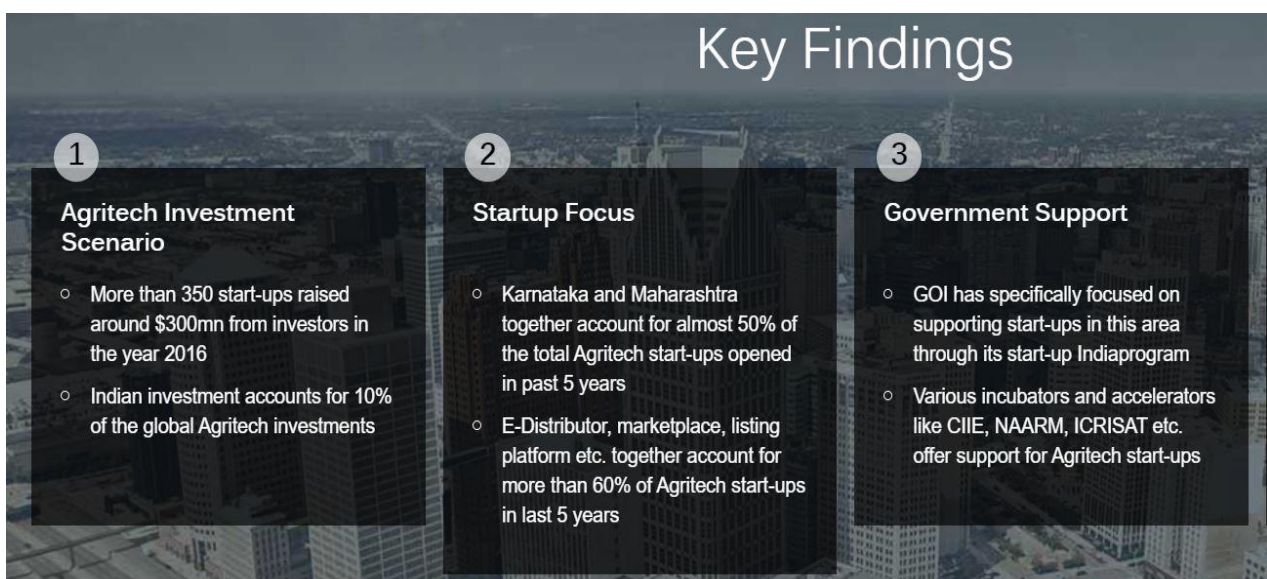 Key Findings
1
Agritech Investment
Scenario
○ More than 350 start-ups raised
around $300mn from investors in
the year 2016
○ Indian investment accounts for 10%
of the global Agritech investments
2
Startup Focus
○ Karnataka and Maharashtra
together account for almost 50% of
the total Agritech start-ups opened
in past 5 years
○ E-Distributor, marketplace, listing
platform etc. together account for
more than 60% of Agritech start-ups
in last 5 years
3
Government Support
○ GOI has specifically focused on
supporting start-ups in this area
through its start-up Indiaprogram
○ Various incubators and accelerators
like CIIE, NAARM, ICRISAT etc.
offer support for Agritech start-ups